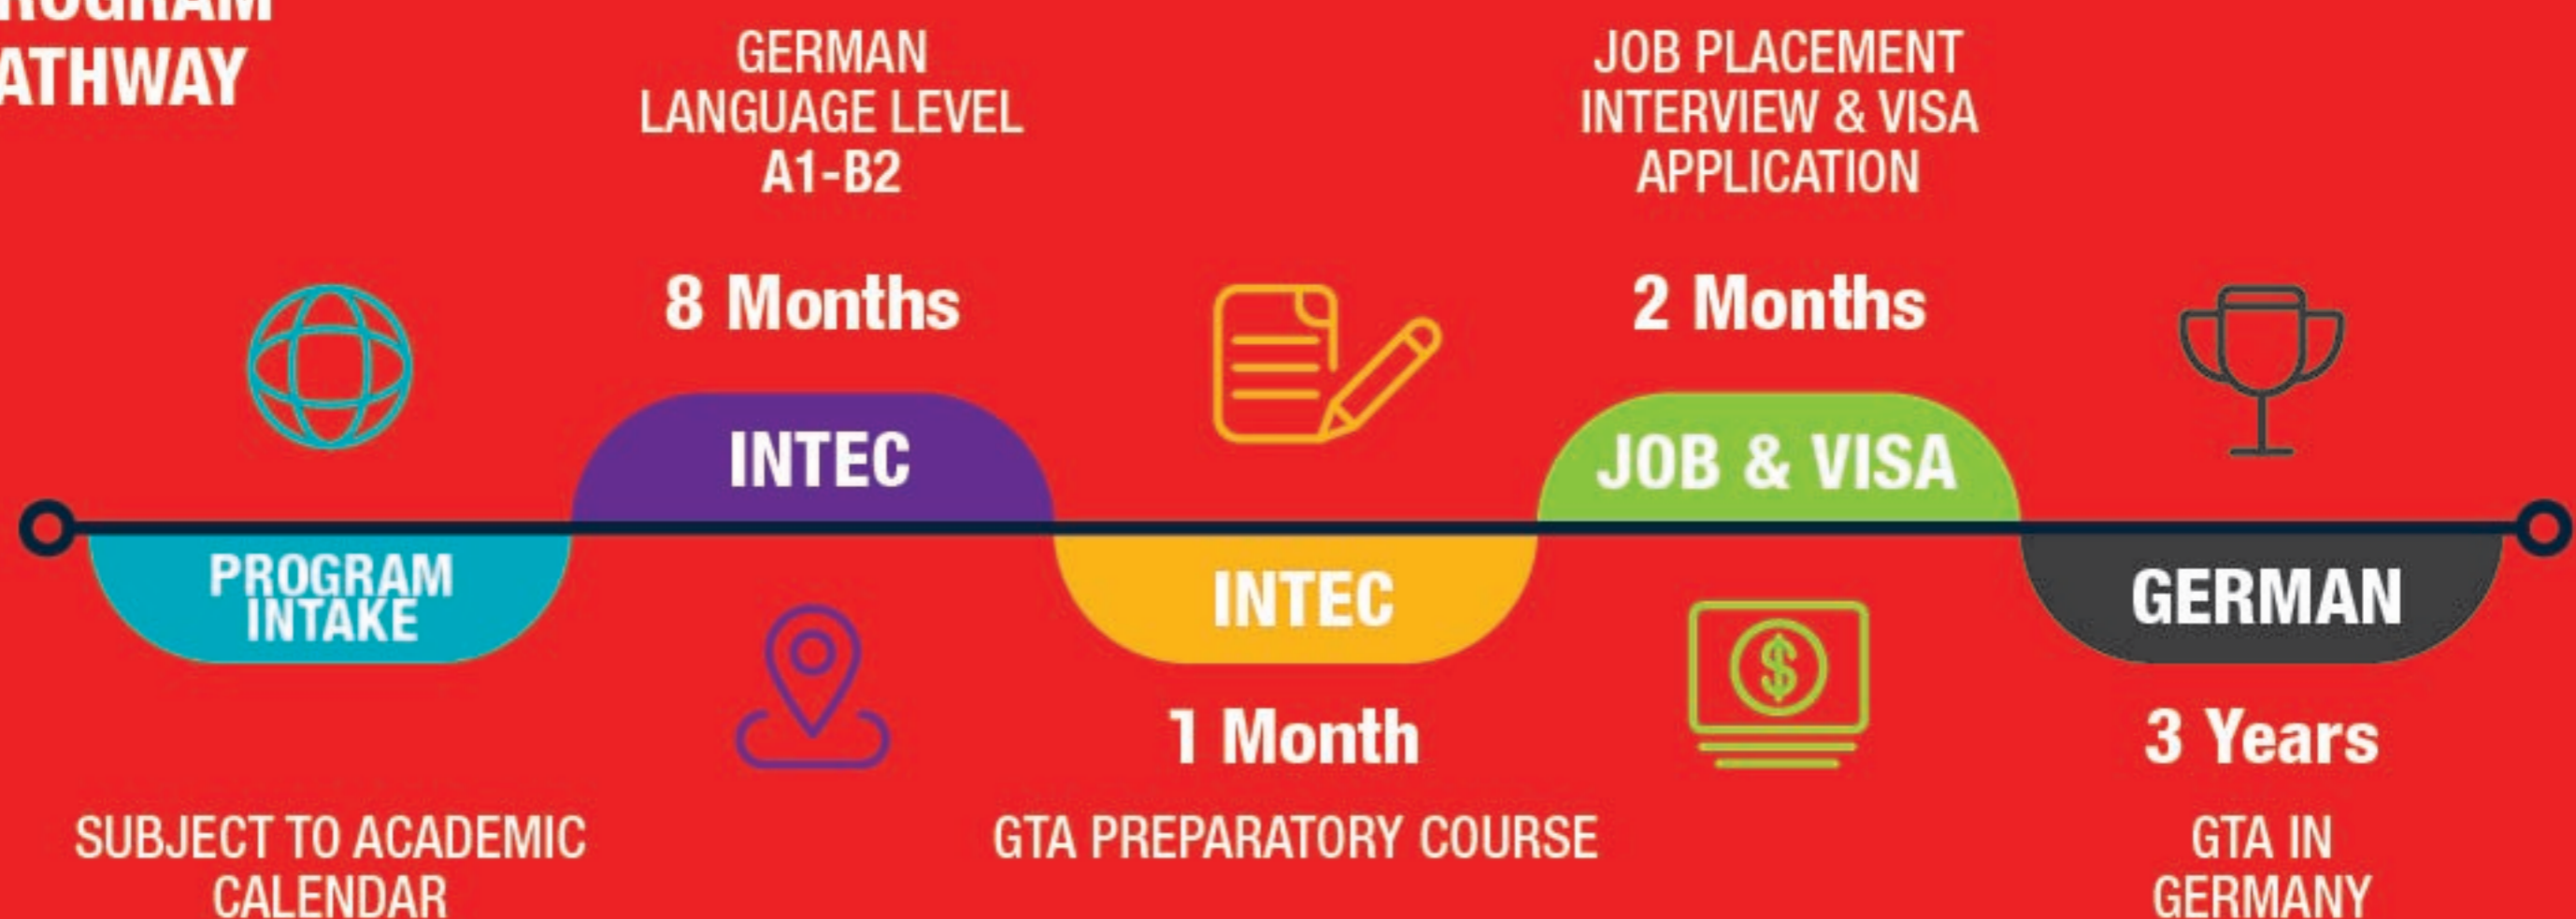 ROGRAM
ATHWAY
GERMAN
LANGUAGE LEVEL
A1-B2
8 Months
JOB PLACEMENT
INTERVIEW & VISA
APPLICATION
2 Months
INTEC
JOB & VISA
PROGRAM
INTAKE
INTEC
GERMAN
1 Month
3 Years
SUBJECT TO ACADEMIC
CALENDAR
GTA PREPARATORY COURSE
GTA IN
GERMANY